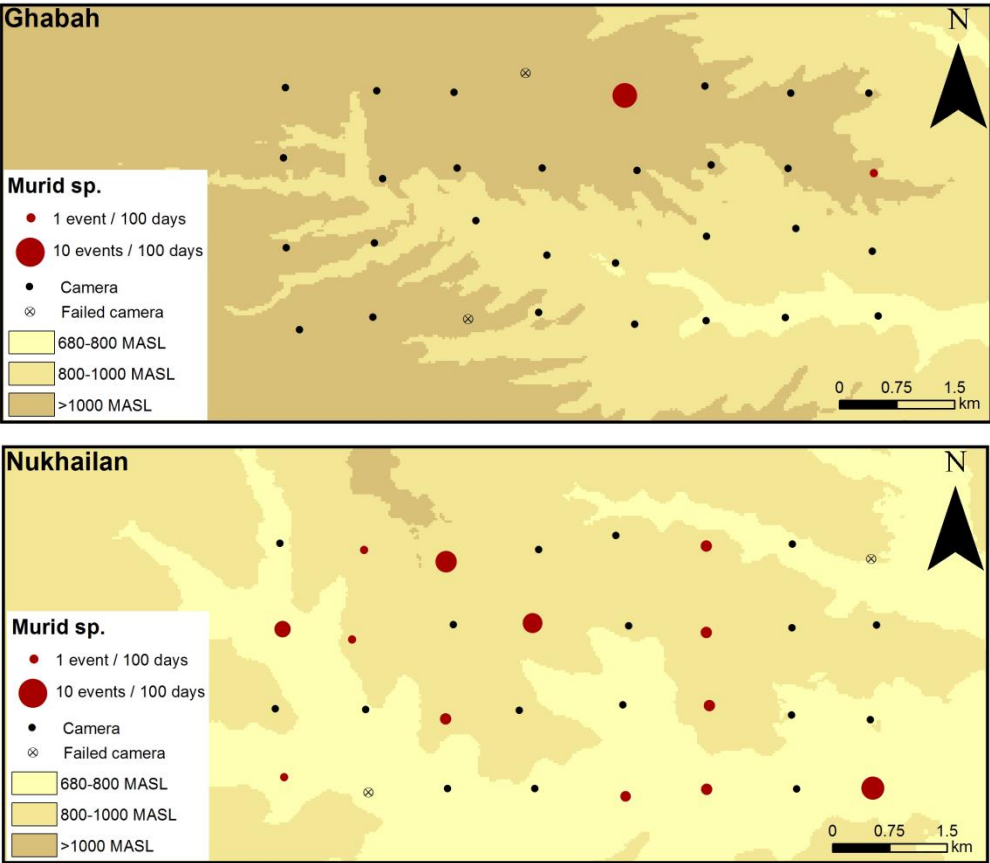 Ghabah
N
Murid sp.
1 event / 100 days
10 events / 100 days
Camera
Failed camera
680-800 MASL
800-1000 MASL
>1000 MASL
0 0.75 1.5
km
Nukhailan
N
Murid sp.
1 event / 100 days
10 events / 100 days
Camera
Failed camera
680-800 MASL
800-1000 MASL
>1000 MASL
0 0.75 1.5
km